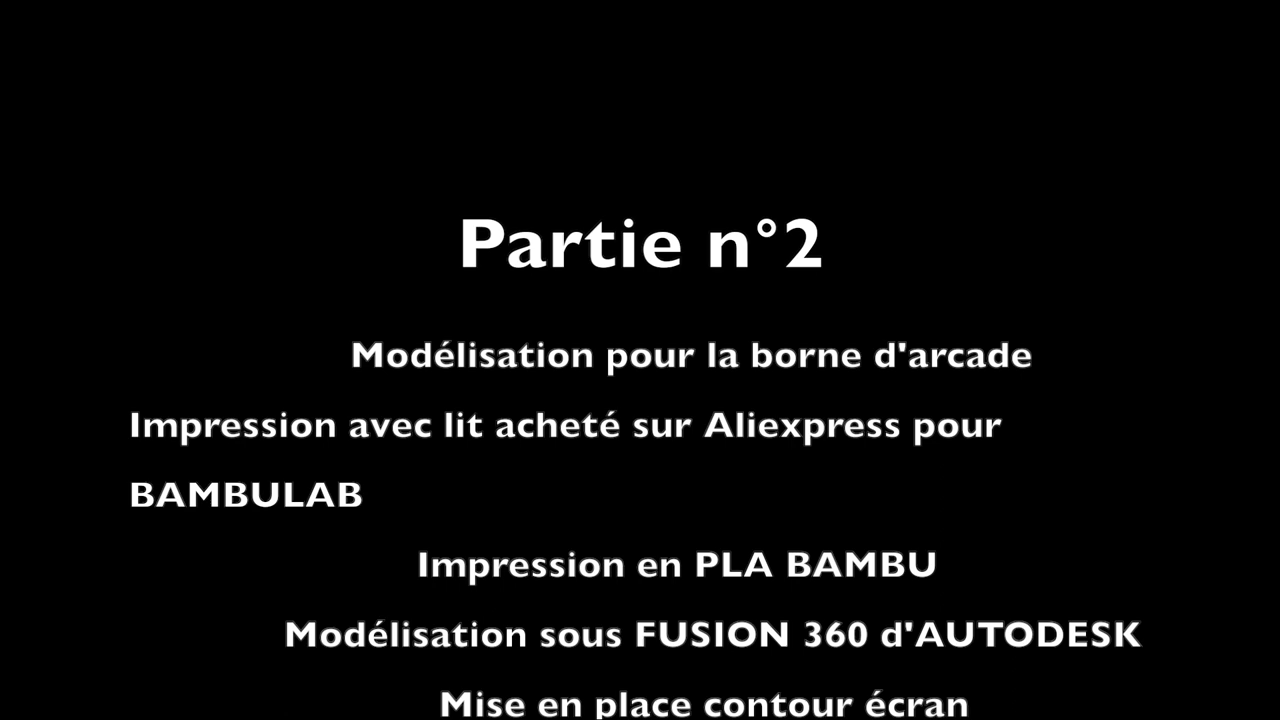 Partie n°2
Modélisation pour la borne d'arcade
Impression avec lit acheté sur Aliexpress pour
BAMBULAB
Impression en PLA BAMBU
Modélisation sous FUSION 360 d'AUTODESK
Mise en place contour écran